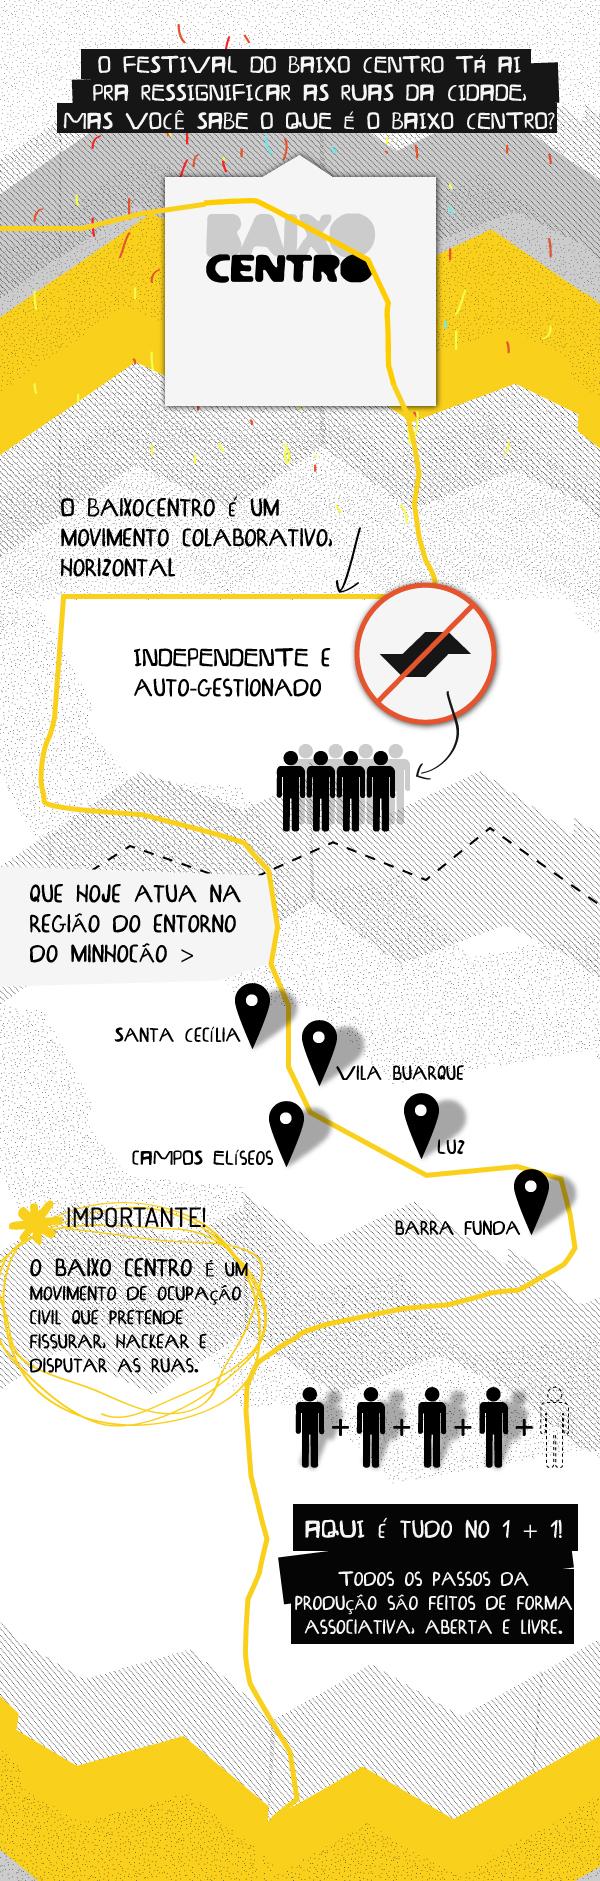 O FESTIVAL DO BAIXO CENTRO TÁ AI
PRA RESSIGNIFICAR AS RUAS DA CIDADE,
MAS VOCÊ SABE O QUE É O BAIXO CENTRO?
BAIXO
CENTRO
O BAIXOCENTRO É UM
MOVIMENTO COLABORATIVO,
HORIZONTAL
INDEPENDENTE E
AUTO-GESTIONADO
QUE HOJE ATUA NA
REGIÃO DO ENTORNO
DO MINHOCÃO >
SANTA CECÍLIA
VILA BUARQUE
CAMPOS ELÍSEOS
LUZ
BARRA FUNDA
IMPORTANTE!
O BAIXO CENTRO É UM
MOVIMENTO DE OCUPAÇÃO
CIVIL QUE PRETENDE
FISSURAR, HACKEAR E
DISPUTAR AS RUAS.
+ + + +
AQUI É TUDO NO 1 + 1!
TODOS OS PASSOS DA
PRODUÇÃO SÃO FEITOS DE FORMA
ASSOCIATIVA, ABERTA E LIVRE.